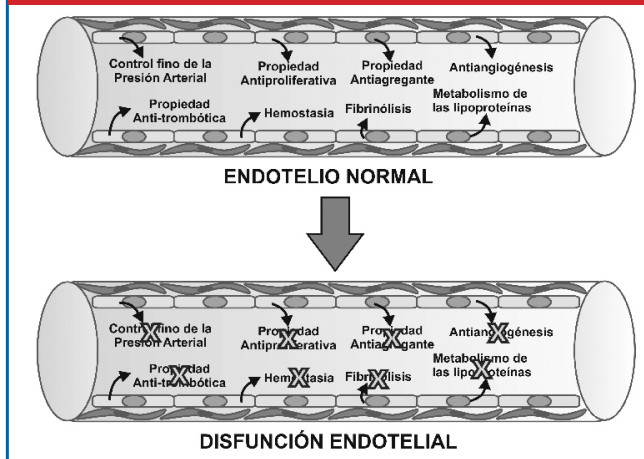 Control fino de la
Presión Arterial
Propiedad
Antiproliferativa
Propiedad
Antiagregante
Antiangiogénesis
Propiedad
Anti-trombótica
Hemostasia
Fibrinólisis
Metabolismo de
las lipoproteínas
ENDOTELIO NORMAL
Control fino de la
Presión Arterial
Propiedad
Antiproliferativa
Propiedad
Antiagregante
Antiangiogénesis
Propiedad
Anti-trombótica
Hemostasia
Fibrinólisis
Metabolismo de
las lipoproteínas
DISFUNCIÓN ENDOTELIAL